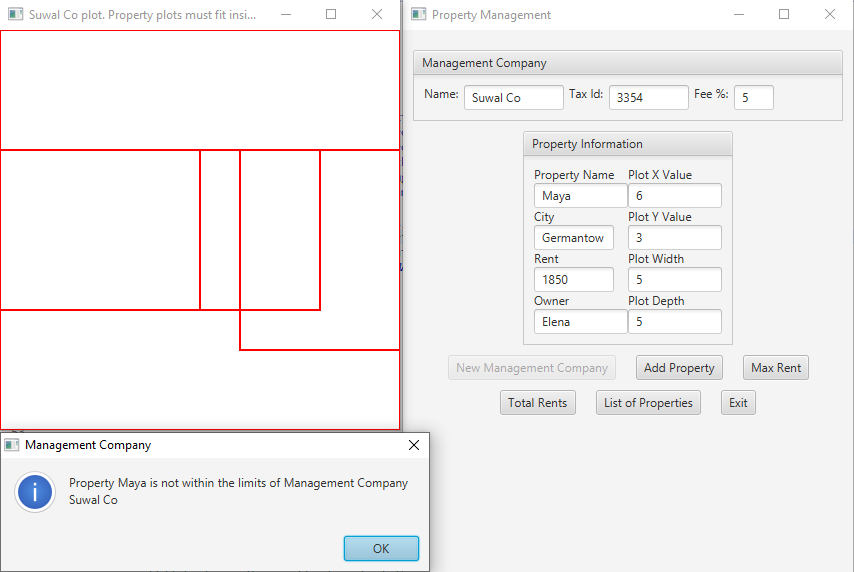 Suwal Co plot. Property plots must fit insi...
Property Management
Management Company
Name: Suwal Co Tax Id: 3354 Fee %: 5
Property Information
Property Name Plot X Value
Maya 6
City Plot Y Value
Germantow 3
Rent Plot Width
1850 5
Owner Plot Depth
Elena 5
New Management Company Add Property Max Rent
Total Rents List of Properties Exit
Management Company
Property Maya is not within the limits of Management Company
Suwal Co
OK